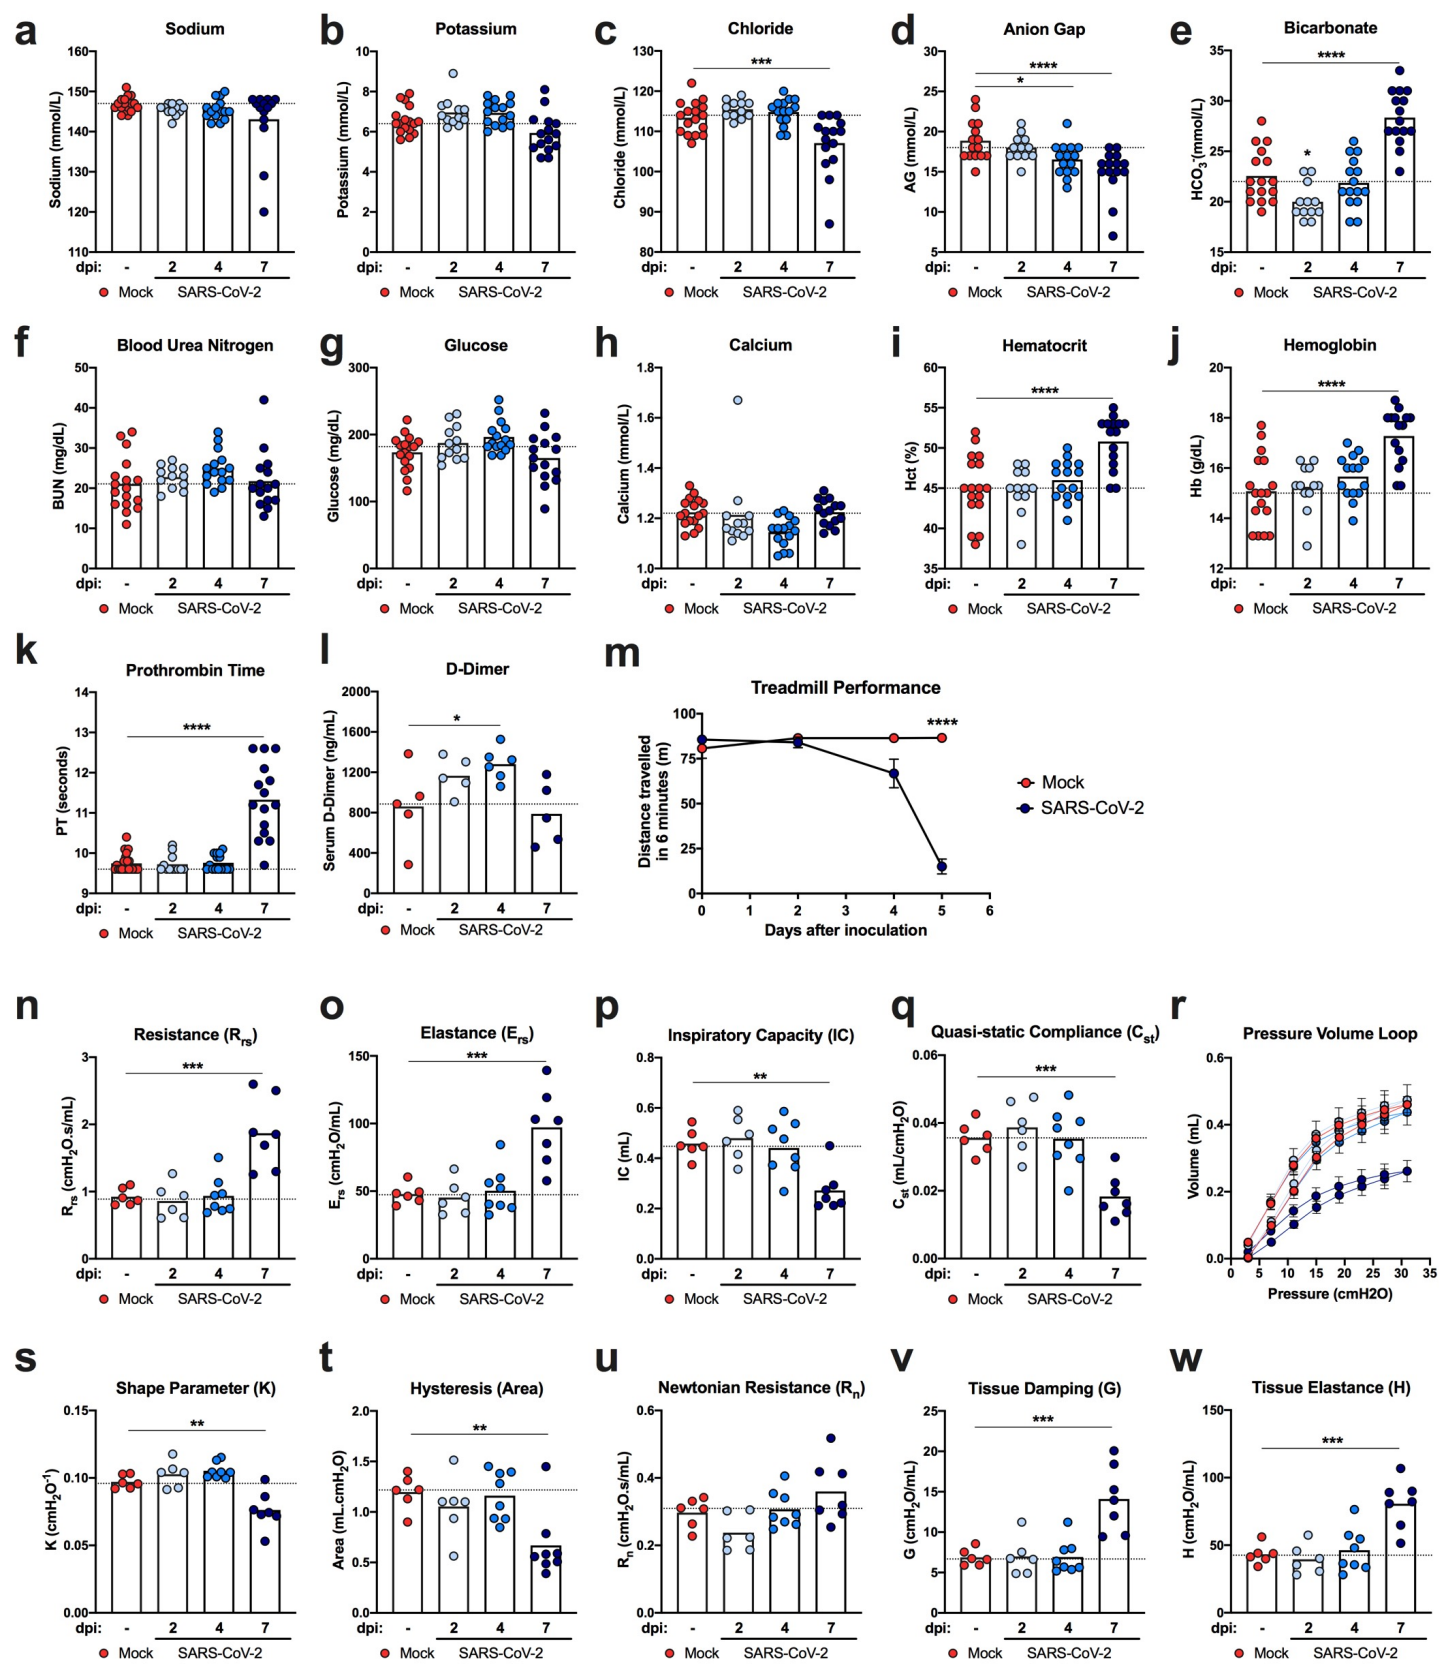 a
Sodium
Sodium (mmol/L)
160
150
140
130
120
110
dpi: - 2 4 7
Mock SARS-CoV-2
b
Potassium
Potassium (mmol/L)
10
8
6
4
2
0
dpi: - 2 4 7
Mock SARS-CoV-2
c
Chloride
***
Chloride (mmol/L)
130
120
110
100
90
80
dpi: - 2 4 7
Mock SARS-CoV-2
d
Anion Gap
****
*
AG (mmol/L)
30
25
20
15
10
5
dpi: - 2 4 7
Mock SARS-CoV-2
e
Bicarbonate
****
*
HCO3-(mmol/L)
35
30
25
20
15
dpi: - 2 4 7
Mock SARS-CoV-2
f
Blood Urea Nitrogen
BUN (mg/dL)
50
40
30
20
10
0
dpi: - 2 4 7
Mock SARS-CoV-2
g
Glucose
Glucose (mg/dL)
300
200
100
0
dpi: - 2 4 7
Mock SARS-CoV-2
h
Calcium
Calcium (mmol/L)
1.8
1.6
1.4
1.2
1.0
dpi: - 2 4 7
Mock SARS-CoV-2
i
Hematocrit
****
Hct (%)
60
55
50
45
40
35
dpi: - 2 4 7
Mock SARS-CoV-2
j
Hemoglobin
****
Hb (g/dL)
20
18
16
14
12
dpi: - 2 4 7
Mock SARS-CoV-2
k
Prothrombin Time
****
PT (seconds)
14
13
12
11
10
9
dpi: - 2 4 7
Mock SARS-CoV-2
l
D-Dimer
*
Serum D-Dimer (ng/mL)
2000
1600
1200
800
400
0
dpi: - 2 4 7
Mock SARS-CoV-2
m
Treadmill Performance
****
Distance travelled
in 6 minutes (m)
100
75
50
25
0
0 1 2 3 4 5 6
Days after inoculation
Mock
SARS-CoV-2
n
Resistance (Rrs)
***
Rrs (cmH2O.s/mL)
3
2
1
0
dpi: - 2 4 7
Mock SARS-CoV-2
o
Elastance (Ers)
***
Ers (cmH2O/mL)
150
100
50
0
dpi: - 2 4 7
Mock SARS-CoV-2
p
Inspiratory Capacity (IC)
**
IC (mL)
0.8
0.6
0.4
0.2
0.0
dpi: - 2 4 7
Mock SARS-CoV-2
q
Quasi-static Compliance (Cst)
***
Cst (mL/cmH2O)
0.06
0.04
0.02
0.00
dpi: - 2 4 7
Mock SARS-CoV-2
r
Pressure Volume Loop
Volume (mL)
0.6
0.4
0.2
0.0
0 5 10 15 20 25 30 35
Pressure (cmH2O)
s
Shape Parameter (K)
**
K (cmH2O-1)
0.15
0.10
0.05
0.00
dpi: - 2 4 7
Mock SARS-CoV-2
t
Hysteresis (Area)
**
Area (mL.cmH2O)
2.0
1.5
1.0
0.5
0.0
dpi: - 2 4 7
Mock SARS-CoV-2
u
Newtonian Resistance (Rn)
Rn (cmH2O.s/mL)
0.6
0.4
0.2
0.0
dpi: - 2 4 7
Mock SARS-CoV-2
v
Tissue Damping (G)
***
G (cmH2O/mL)
25
20
15
10
5
0
dpi: - 2 4 7
Mock SARS-CoV-2
w
Tissue Elastance (H)
***
H (cmH2O/mL)
150
100
50
0
dpi: - 2 4 7
Mock SARS-CoV-2